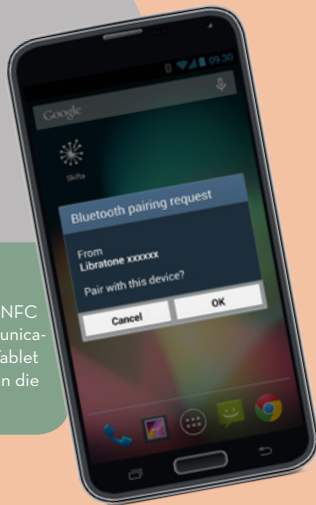 09.30
Google
Skifta
Bluetooth pairing request
From
Libratone xxxxxx
Pair with this device?
Cancel
OK
NFC
unica-
Tablet
n die